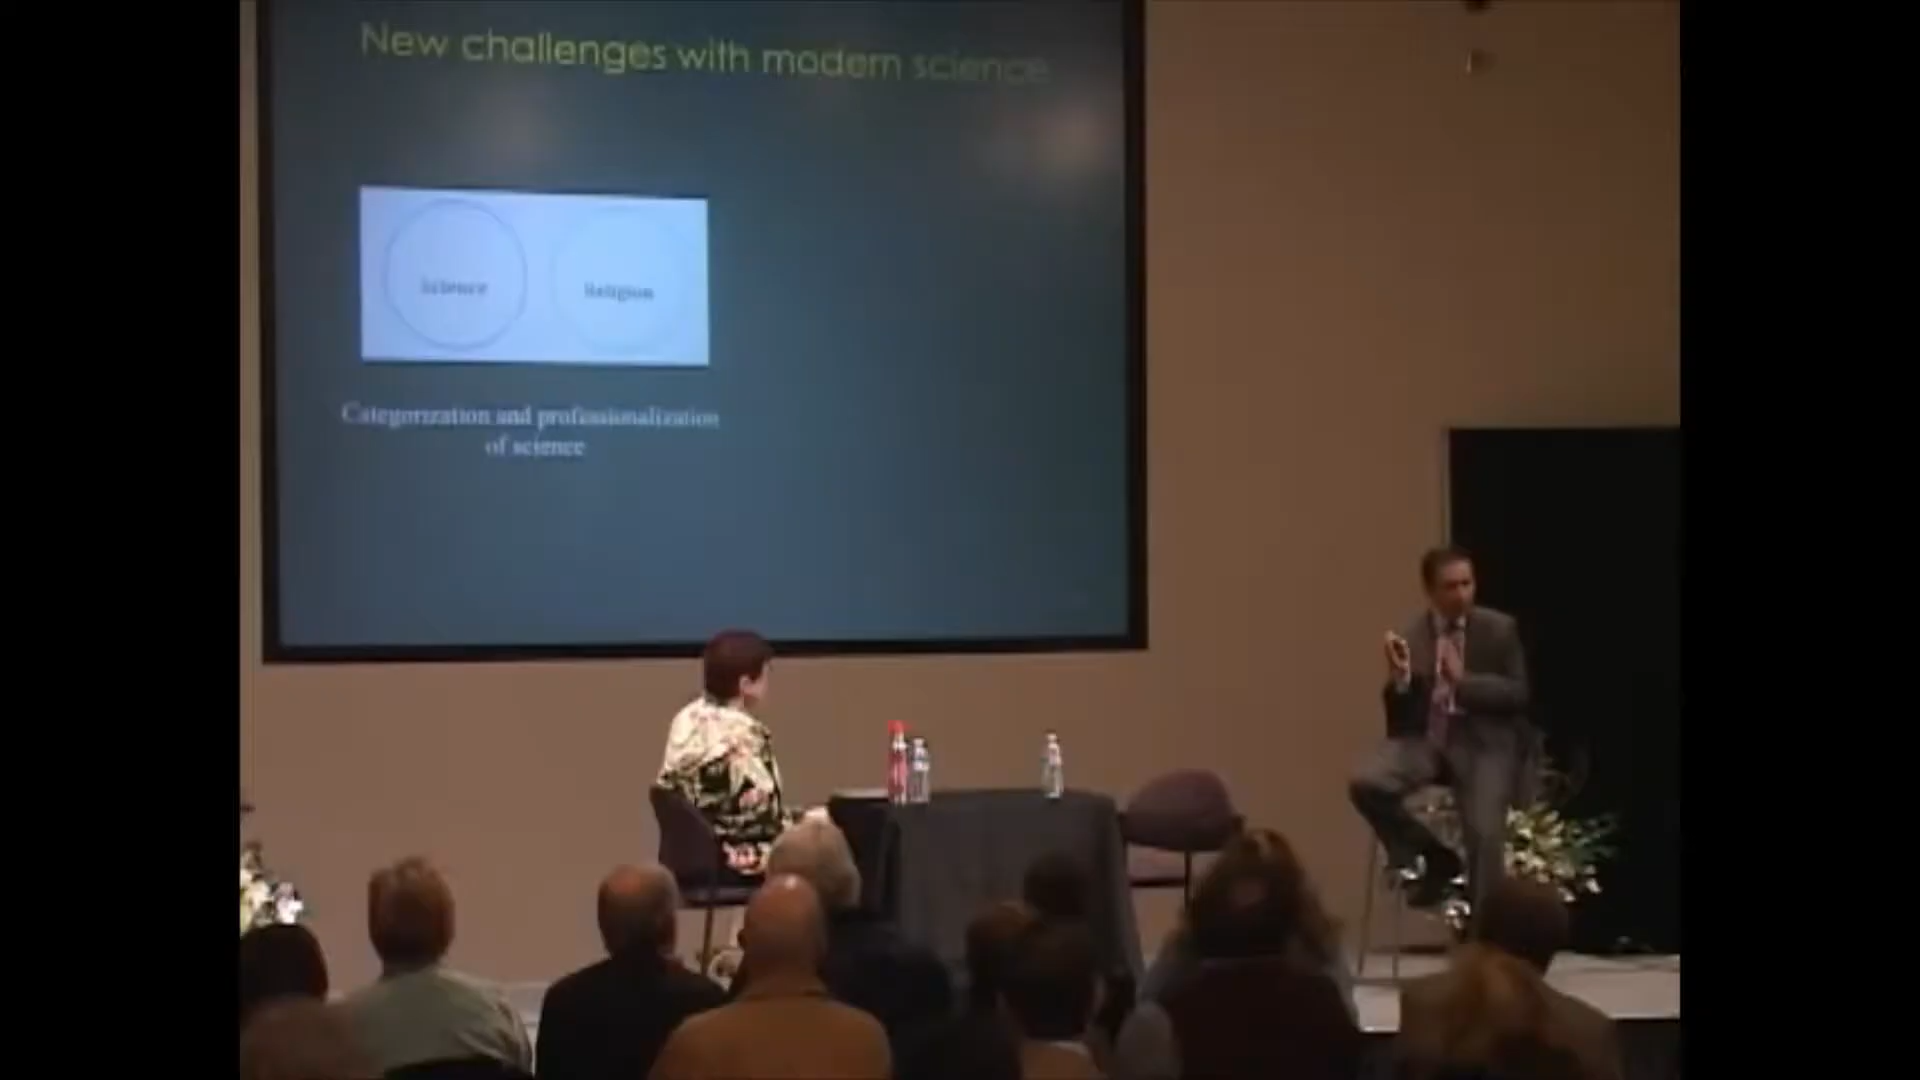 New challenges with modern science
Science
Religion
Categorization and professionalization
of science